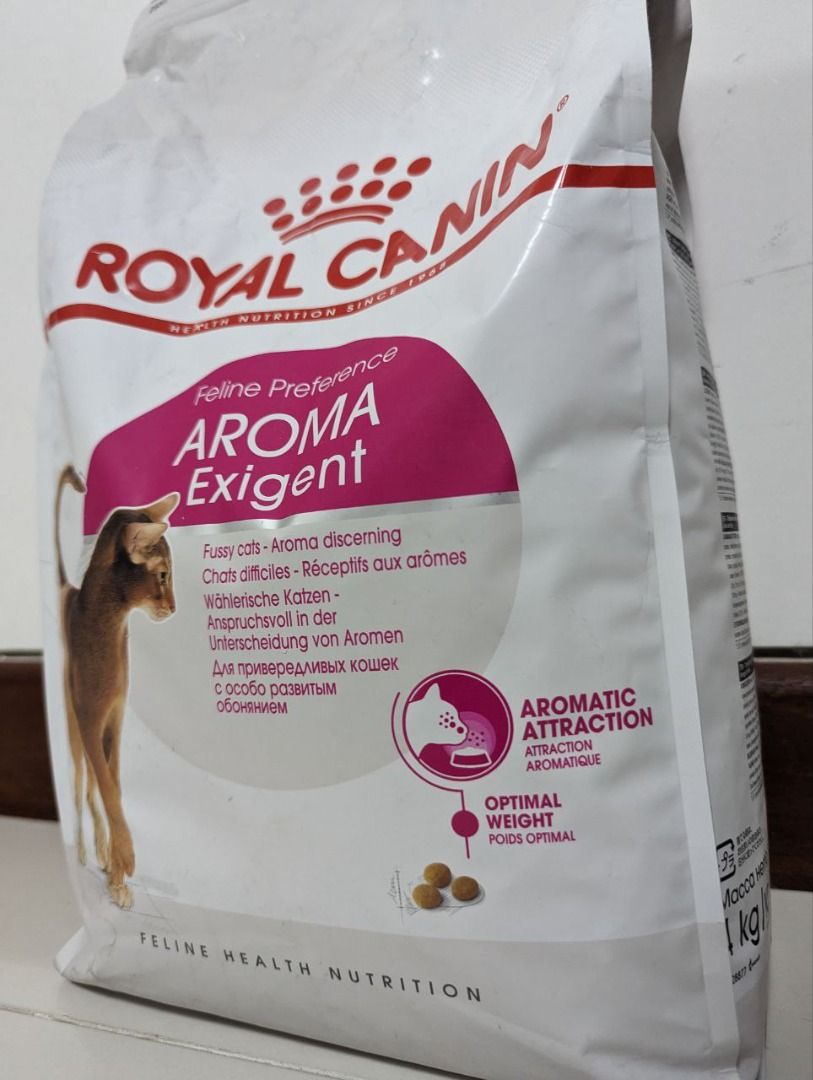 ROYAL CANIN®
HEALTH NUTRITION SINCE 1968
Feline Preference
AROMA
Exigent
Fussy cats - Aroma discerning
Chats difficiles - Réceptifs aux arômes
Wählerische Katzen -
Anspruchsvoll in der
Unterscheidung von Aromen
Для привередливых кошек
с особо развитым
обонянием
AROMATIC
ATTRACTION
ATTRACTION
AROMATIQUE
OPTIMAL
WEIGHT
POIDS OPTIMAL
FELINE HEALTH NUTRITION
Масса
kg